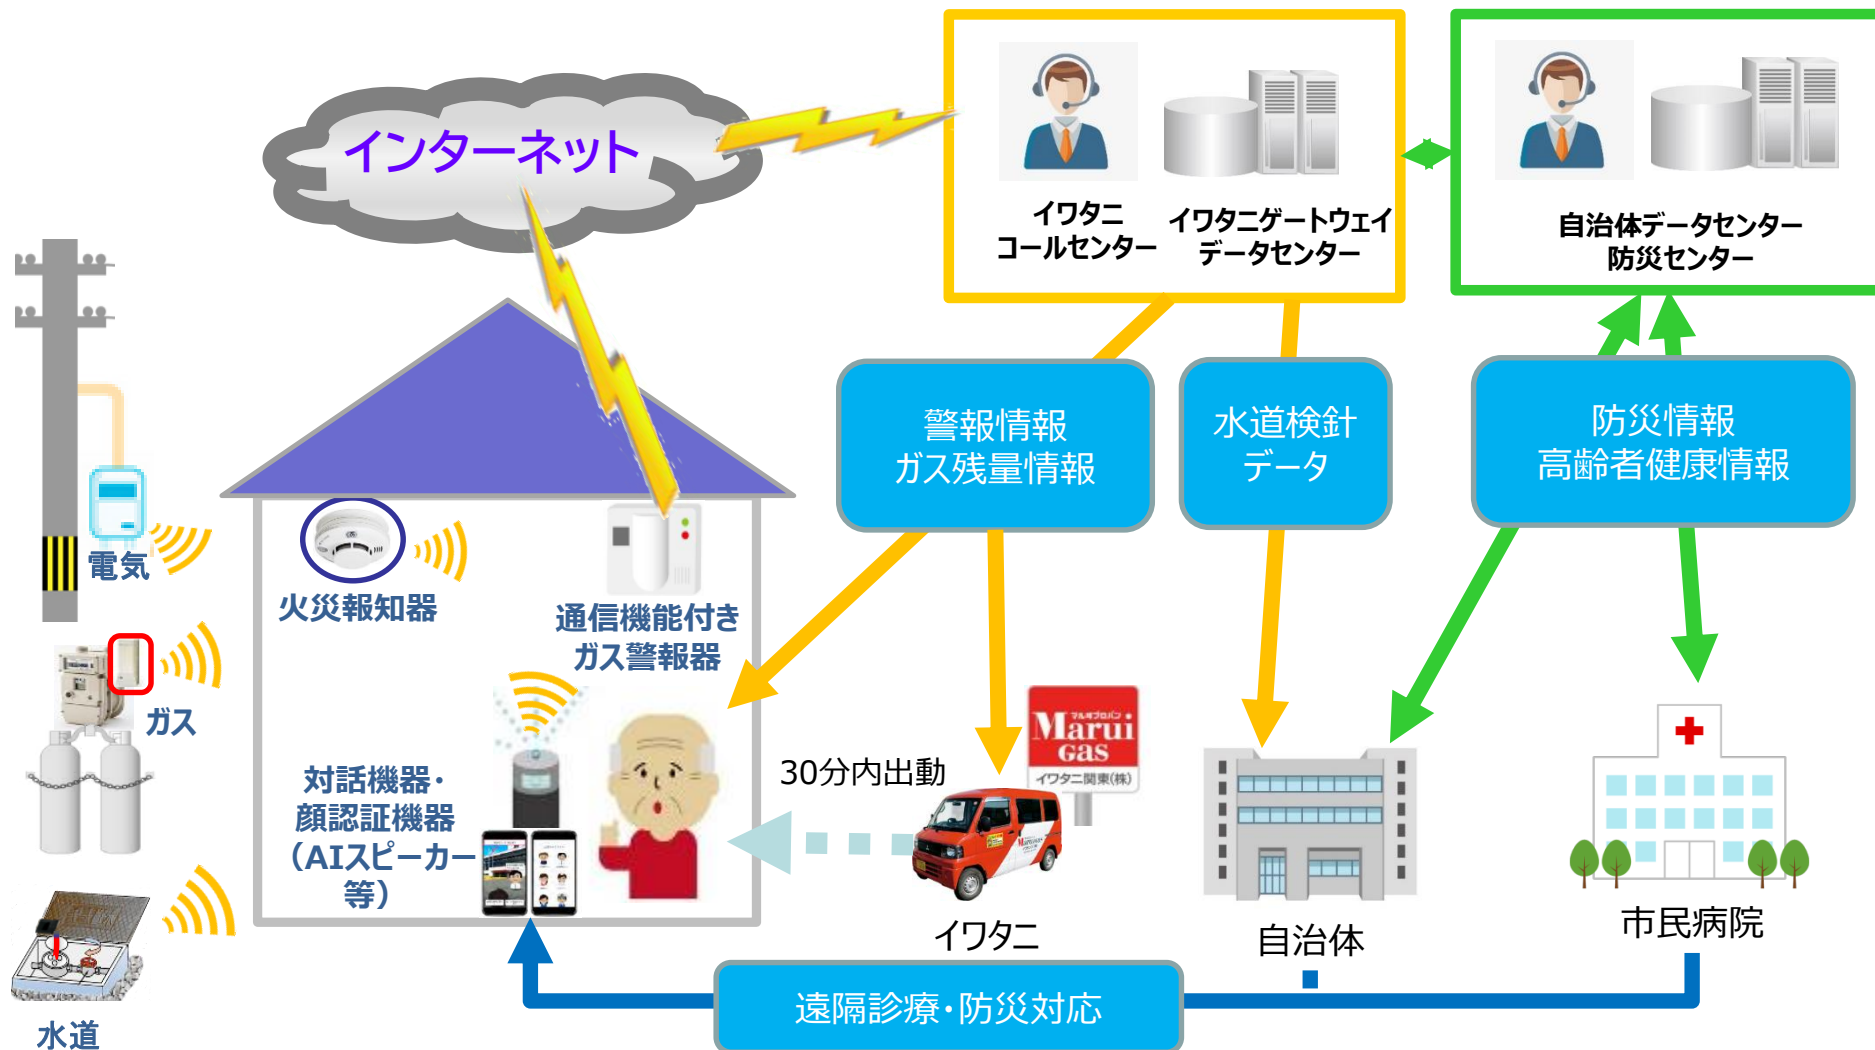 インターネット
イワタニ
コールセンター
イワタニゲートウェイ
データセンター
自治体データセンター
防災センター
警報情報
ガス残量情報
水道検針
データ
防災情報
高齢者健康情報
電気
火災報知器
通信機能付き
ガス警報器
ガス
対話機器・
顔認証機器
（AIスピーカー
等）
30分内出動
マルヰプロパン
Marui
GAS
イワタニ関東(株)
イワタニ
自治体
市民病院
水道
遠隔診療・防災対応